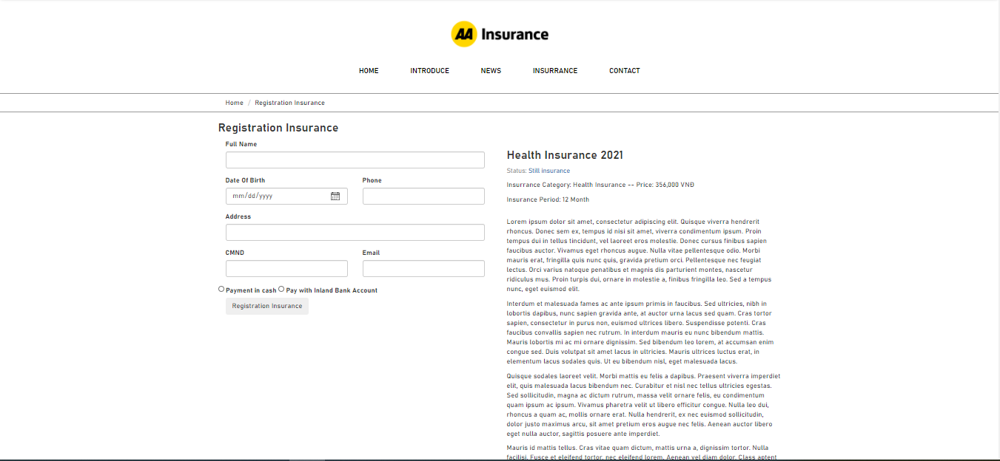 AA Insurance
HOME INTRODUCE NEWS INSURRANCE CONTACT
Home / Registration Insurance
Registration Insurance
Full Name
Date Of Birth Phone
mm/dd/yyyy
Address
CMND Email
Payment in cash Pay with Inland Bank Account
Registration Insurance
Health Insurance 2021
Status: Still insurance
Insurrance Category: Health Insurance -- Price: 356,000 VNĐ
Insurance Period: 12 Month
Lorem ipsum dolor sit amet, consectetur adipiscing elit. Quisque viverra hendrerit
rhoncus. Donec sem ex, tempus id nisi sit amet, viverra condimentum ipsum. Proin
tempus dui in tellus tincidunt, vel laoreet eros molestie. Donec cursus finibus sapien
faucibus auctor. Vivamus eget rhoncus augue. Nulla vitae pellentesque odio. Morbi
mauris erat, fringilla quis nunc quis, gravida pretium orci. Pellentesque nec feugiat
lectus. Orci varius natoque penatibus et magnis dis parturient montes, nascetur
ridiculus mus. Proin turpis dui, ornare in molestie a, finibus fringilla leo. Sed a tempus
nunc, eget euismod elit.
Interdum et malesuada fames ac ante ipsum primis in faucibus. Sed ultricies, nibh in
lobortis dapibus, nunc sapien gravida ante, at auctor urna lacus sed quam. Cras tortor
sapien, consectetur in purus non, euismod ultrices libero. Suspendisse potenti. Cras
faucibus convallis sapien nec rutrum. In interdum mauris eu nunc bibendum mattis.
Mauris lobortis mi ac mi ornare dignissim. Sed bibendum leo lorem, at accumsan enim
congue sed. Duis volutpat sit amet lacus in ultricies. Mauris ultrices luctus erat, in
elementum lacus sodales quis. Ut eu bibendum nisl, eget malesuada lacus.
Quisque sodales laoreet velit. Morbi mattis eu felis a dapibus. Praesent viverra imperdiet
elit, quis malesuada lacus bibendum nec. Curabitur et nisl nec tellus ultricies egestas.
Sed sollicitudin, magna ac dictum rutrum, massa velit ornare felis, eu condimentum
quam ipsum ac ipsum. Vivamus pharetra velit ut libero efficitur congue. Nulla leo dui,
rhoncus a quam ac, mollis ornare erat. Nulla hendrerit, ex nec euismod sollicitudin,
dolor justo maximus arcu, sit amet pretium eros augue nec felis. Aenean auctor libero
eget nulla auctor, sagittis posuere ante imperdiet.
Mauris id mattis tellus. Cras vitae quam dictum, mattis urna a, dignissim tortor. Nulla
facilisi. Fusce et eleifend tortor, nec eleifend lorem. Aenean vel diam dolor. Class aptent